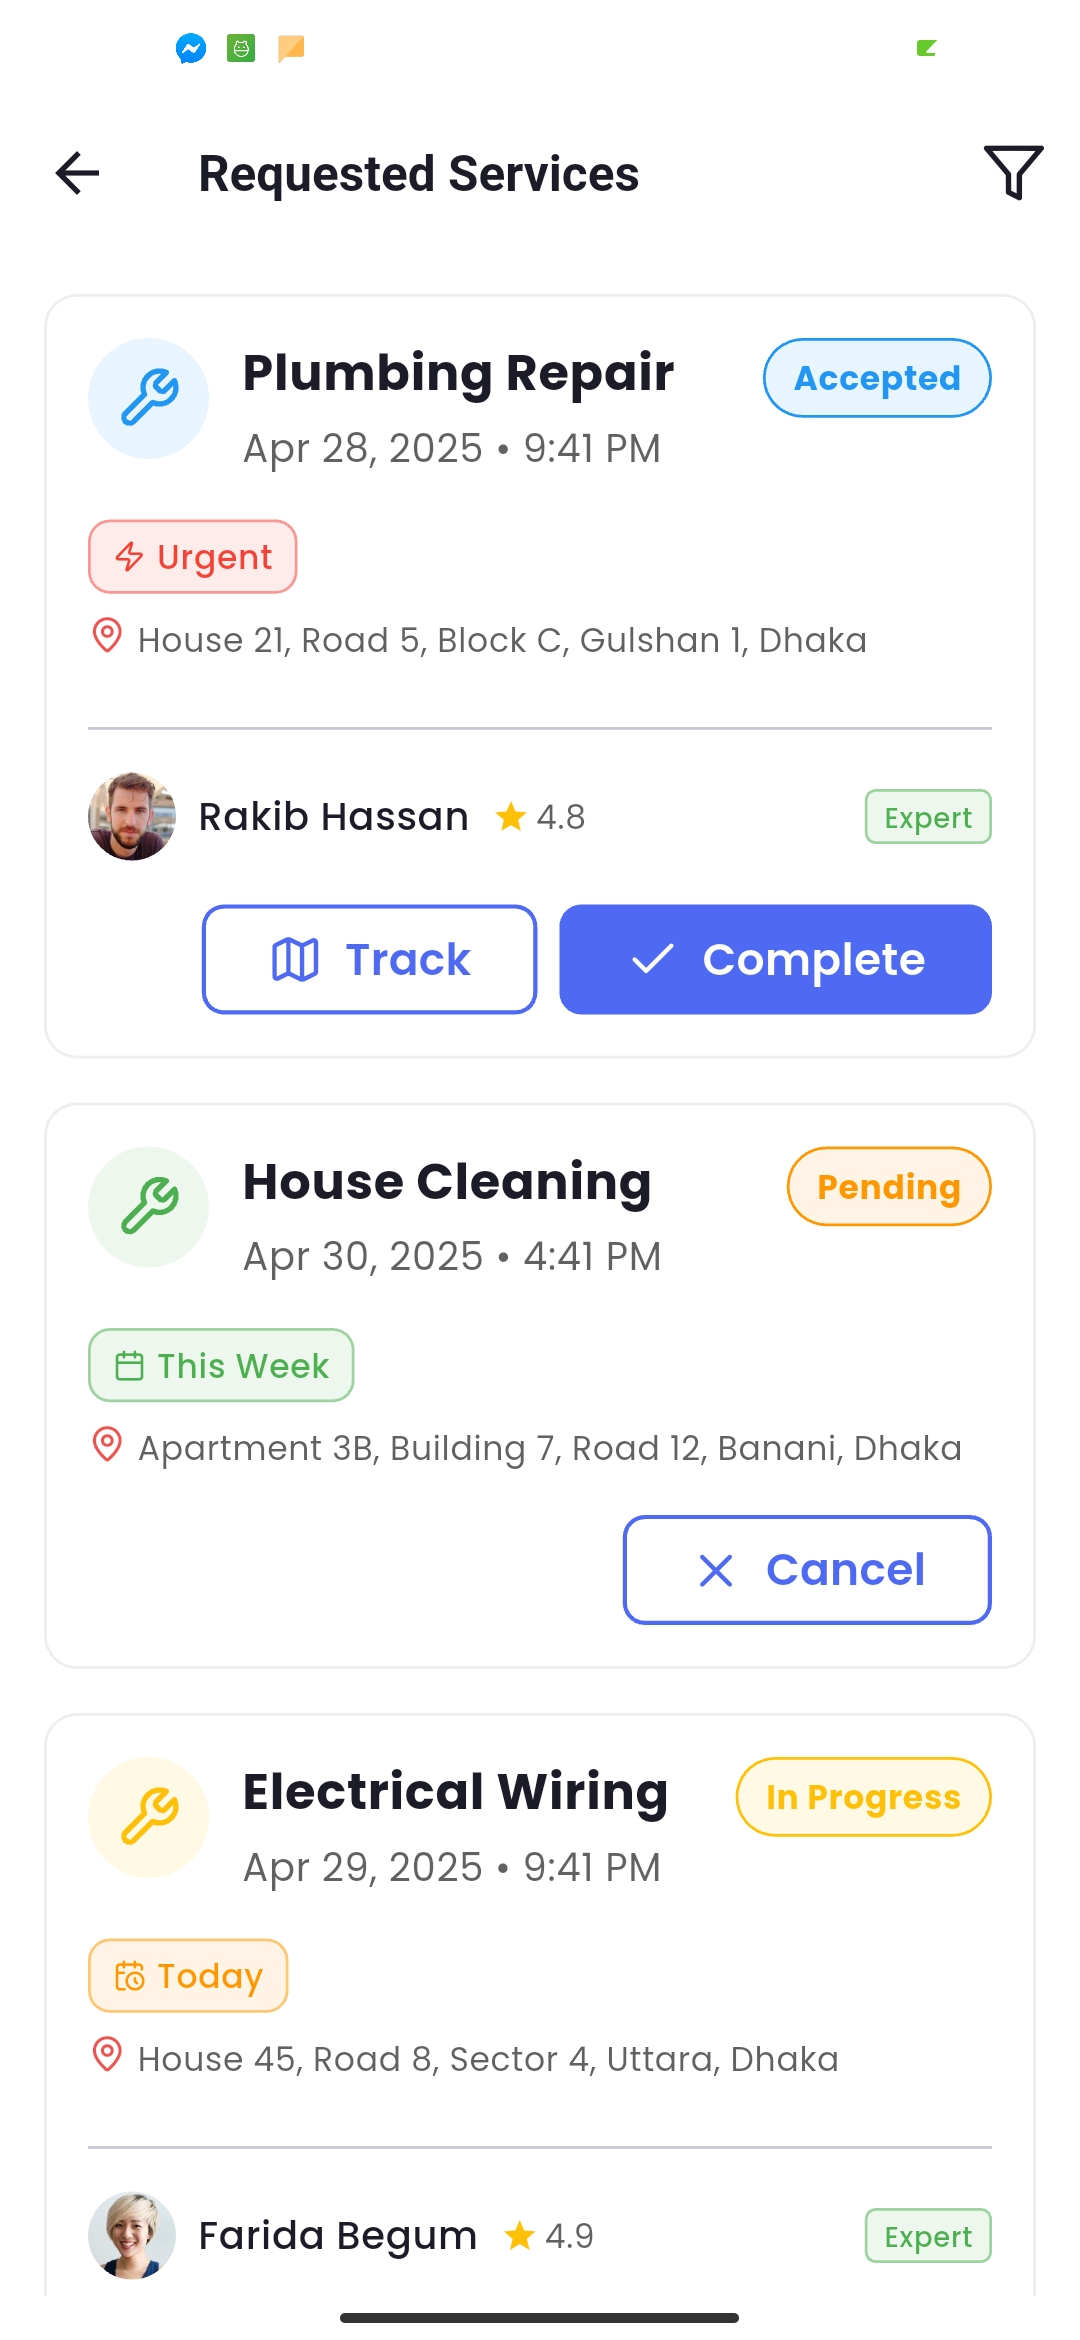 Requested Services
Plumbing Repair
Accepted
Apr 28, 2025 • 9:41 PM
Urgent
House 21, Road 5, Block C, Gulshan 1, Dhaka
Rakib Hassan 4.8 Expert
Track Complete
House Cleaning
Pending
Apr 30, 2025 • 4:41 PM
This Week
Apartment 3B, Building 7, Road 12, Banani, Dhaka
Cancel
Electrical Wiring
In Progress
Apr 29, 2025 • 9:41 PM
Today
House 45, Road 8, Sector 4, Uttara, Dhaka
Farida Begum 4.9 Expert